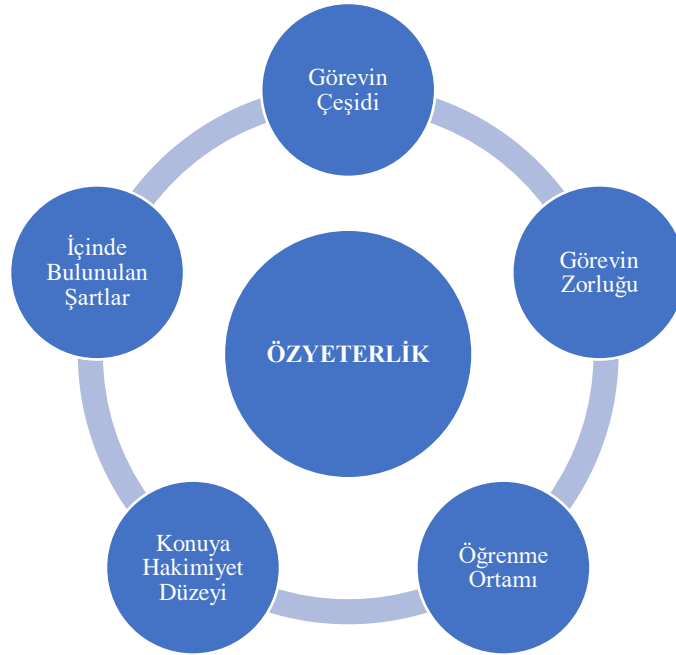 Görevin
Çeşidi
Görevin
Zorluğu
Öğrenme
Ortamı
Konuya
Hakimiyet
Düzeyi
İçinde
Bulunulan
Şartlar
ÖZYETERLİK